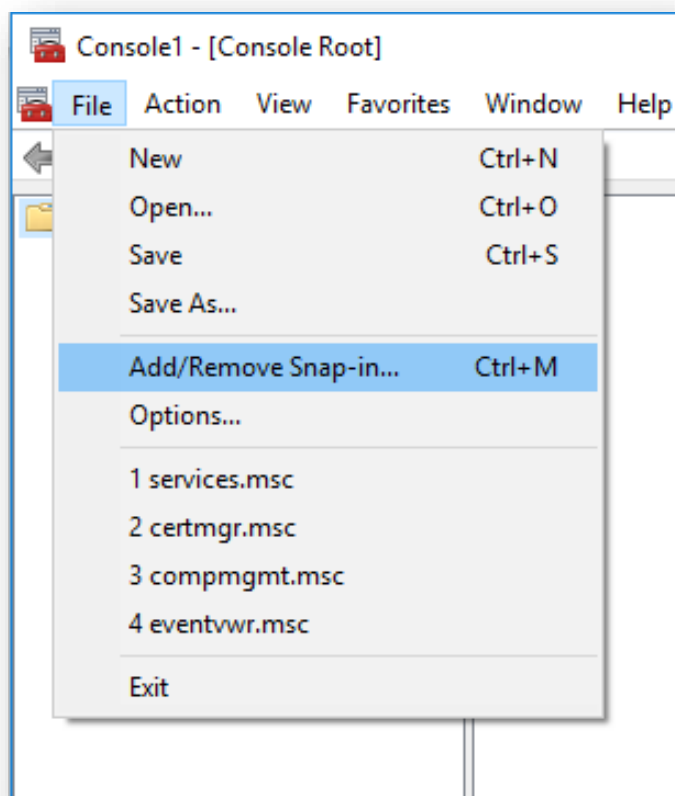 Console1 - [Console Root]
File Action View Favorites Window Help
New Ctrl+N
Open... Ctrl+O
Save Ctrl+S
Save As...
Add/Remove Snap-in... Ctrl+M
Options...
1 services.msc
2 certmgr.msc
3 compmgmt.msc
4 eventvwr.msc
Exit